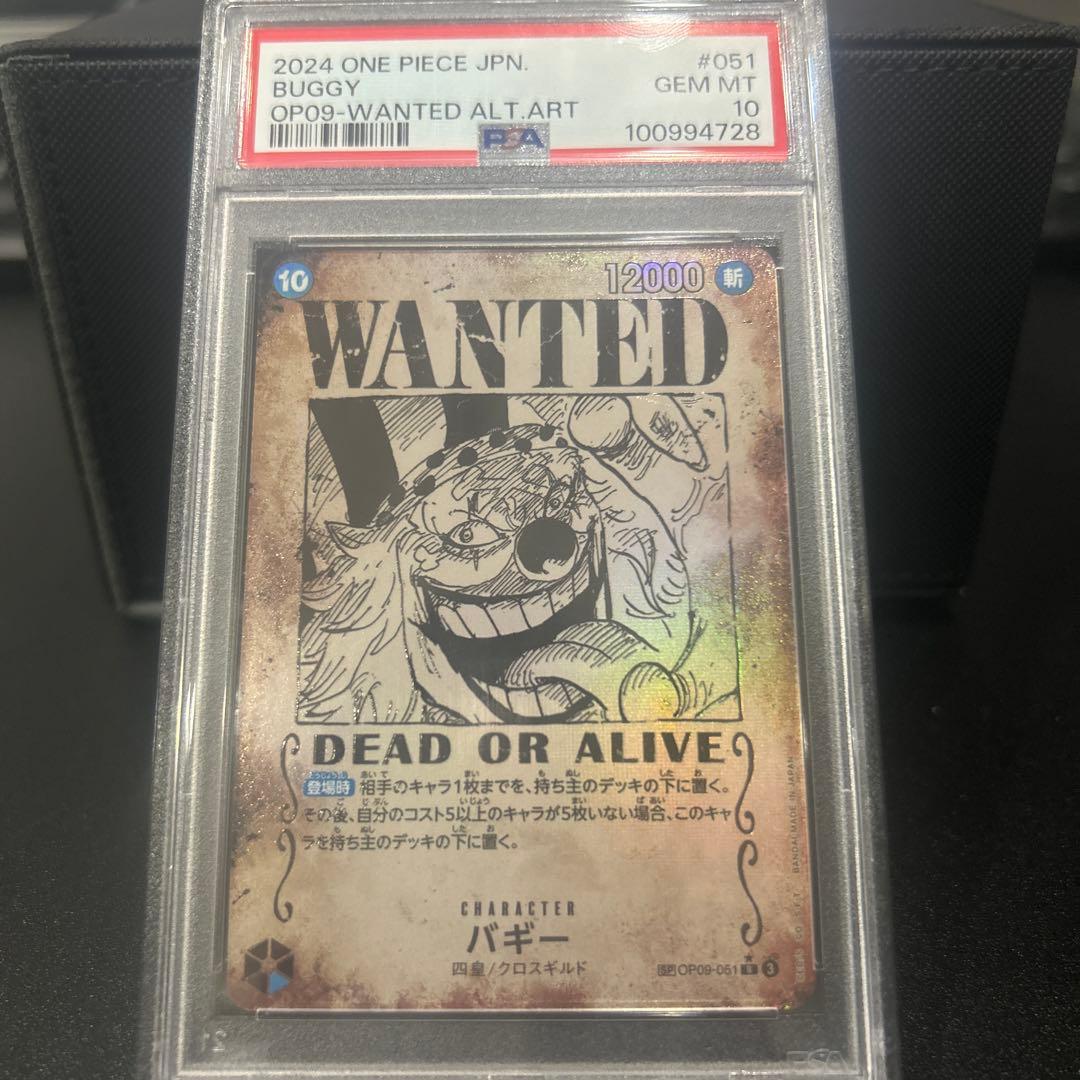 2024 ONE PIECE JPN. #051
BUGGY GEM MT
OP09-WANTED ALT.ART 10
PSA 100994728
10 12000 斬
WANTED
DEAD OR ALIVE
登場時 相手のキャラ1枚までを、持ち主のデッキの下に置く。
その後、自分のコスト5以上のキャラが5枚いない場合、このキャ
ラを持ち主のデッキの下に置く。
CHARACTER
バギー
四皇/クロスギルド
SP OP09-051 R 3
BANDAI MADE IN JAPAN
PSA